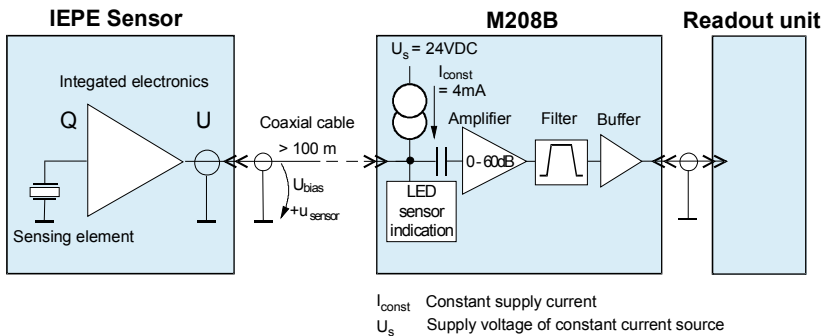 IEPE Sensor
M208B
Readout unit
Integated electronics
Q
U
Sensing element
Coaxial cable
> 100 m
Ubias
+usensor
Us = 24VDC
Iconst
= 4mA
Amplifier
Filter
Buffer
0 - 60dB
LED
sensor
indication
Iconst Constant supply current
Us Supply voltage of constant current source